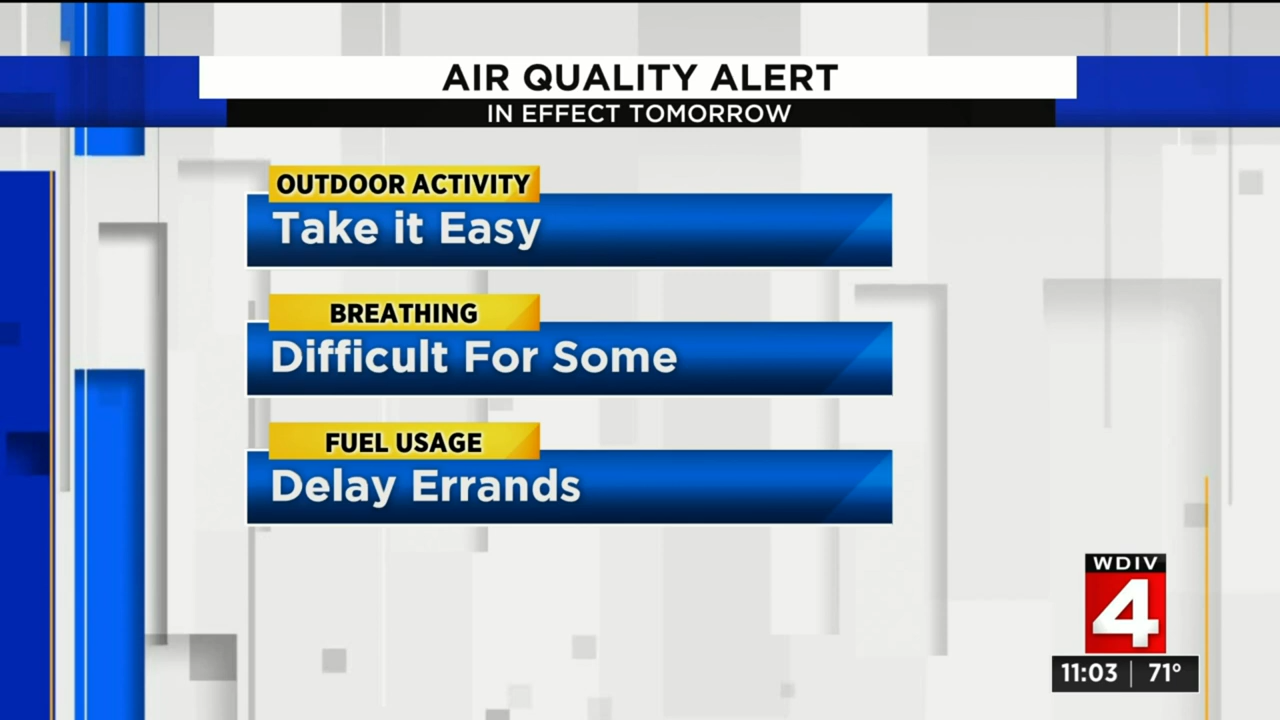 AIR QUALITY ALERT
IN EFFECT TOMORROW
OUTDOOR ACTIVITY
Take it Easy
BREATHING
Difficult For Some
FUEL USAGE
Delay Errands
WDIV
4
11:03 | 71°